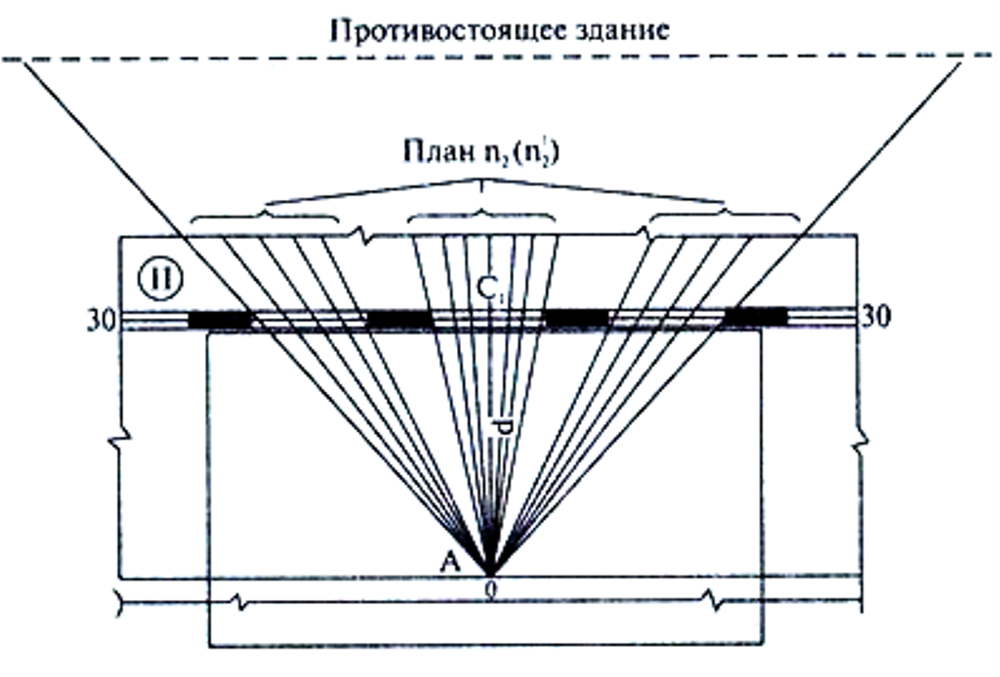 Противостоящее здание
План n₂(n¹₂)
II
C₁
30 30
P
A
0